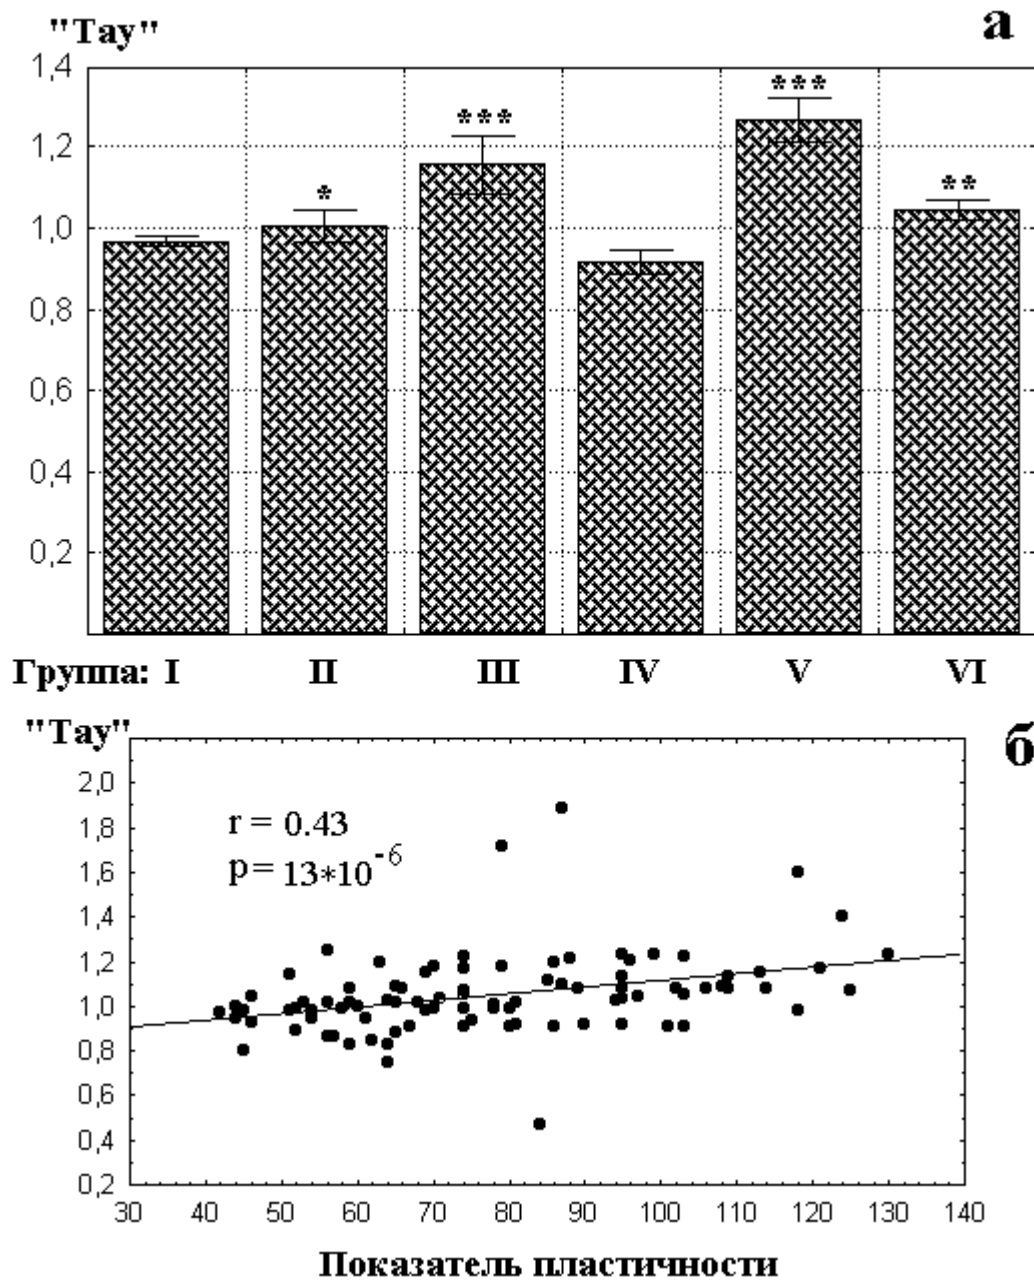 "Тау"
а
1,4
***
***
1,2
*
**
1,0
0,8
0,6
0,4
0,2
Группа: I II III IV V VI
"Тау"
б
2,0
r = 0.43
1,8
p= 13*10^-6
1,6
1,4
1,2
1,0
0,8
0,6
0,4
0,2
30 40 50 60 70 80 90 100 110 120 130 140
Показатель пластичности